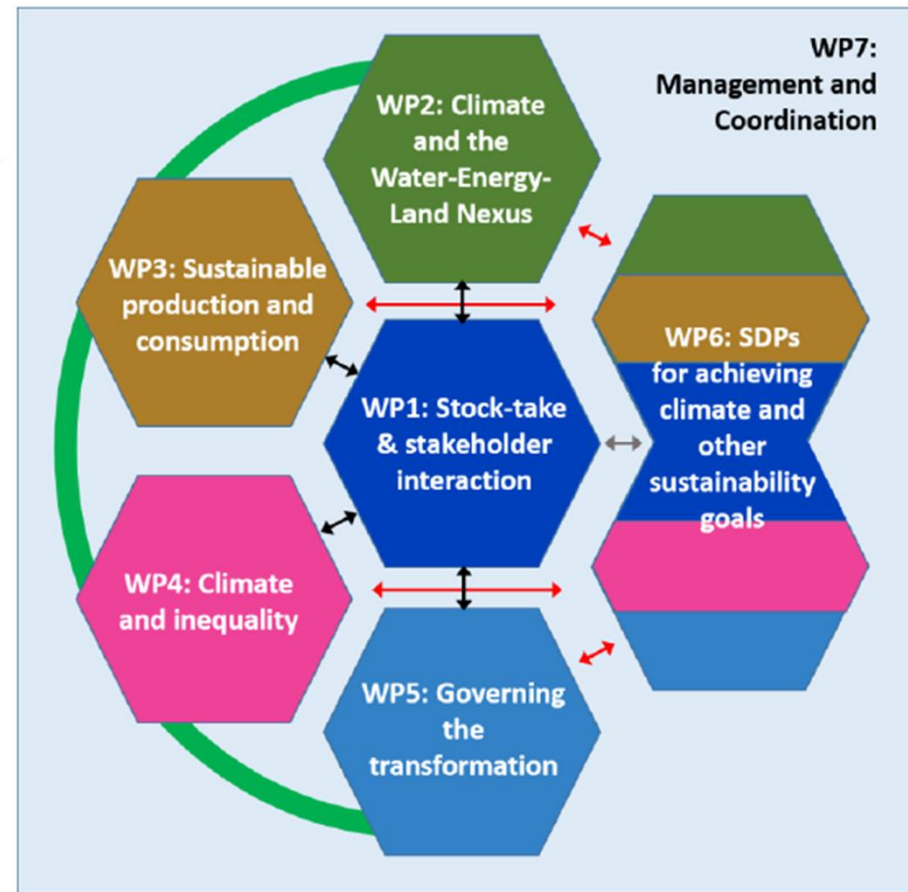 WP7:
Management and
Coordination
WP2: Climate
and the
Water-Energy-
Land Nexus
WP3: Sustainable
production and
consumption
WP1: Stock-take
& stakeholder
interaction
WP6: SDPs
for achieving
climate and
other
sustainability
goals
WP4: Climate
and inequality
WP5: Governing
the
transformation